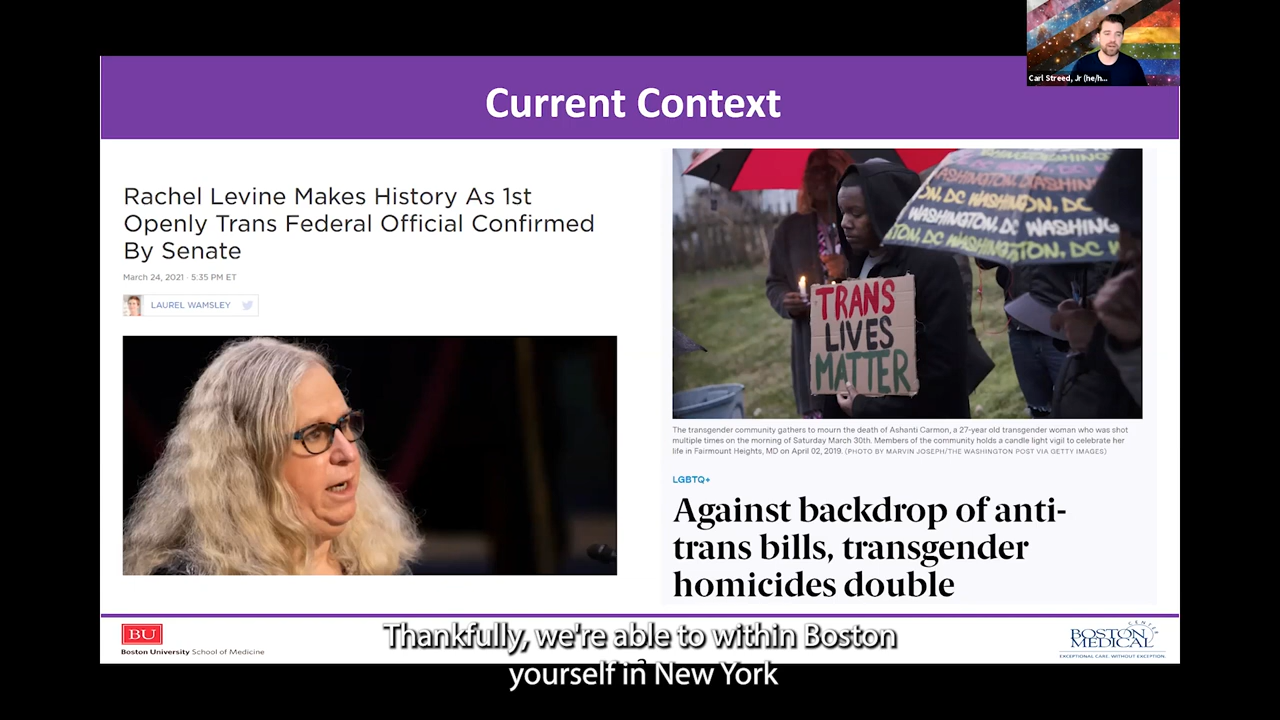 Carl Streed, Jr (he/h...
Current Context
Rachel Levine Makes History As 1st
Openly Trans Federal Official Confirmed
By Senate
March 24, 2021 · 5:35 PM ET
LAUREL WAMSLEY
WASHINGTON, DC
TRANS
LIVES
MATTER
The transgender community gathers to mourn the death of Ashanti Carmon, a 27-year old transgender woman who was shot
multiple times on the morning of Saturday March 30th. Members of the community holds a candle light vigil to celebrate her
life in Fairmount Heights, MD on April 02, 2019. (PHOTO BY MARVIN JOSEPH/THE WASHINGTON POST VIA GETTY IMAGES)
LGBTQ+
Against backdrop of anti-
trans bills, transgender
homicides double
BU
Boston University School of Medicine
Thankfully, we're able to within Boston
yourself in New York
BOSTON
MEDICAL
CENTER
EXCEPTIONAL CARE. WITHOUT EXCEPTION.